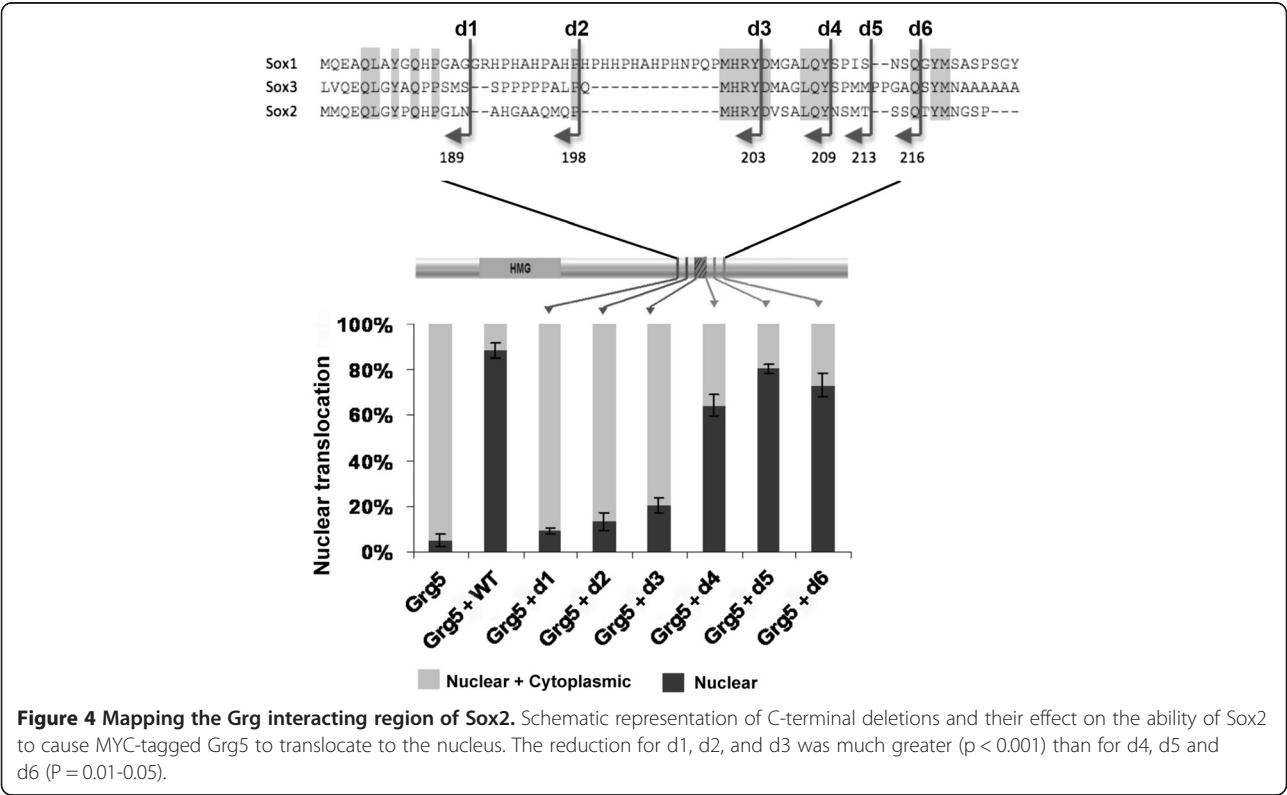 d1 d2 d3 d4 d5 d6
Sox1 MQEAQLAYGQHPGAGGRHPHAHPAHPHPHHPHAHPHNPQPMHRYDMGALQYSPIS--NSQGYMSASPSGY
Sox3 LVQEQLGYAQPPSMS--SPPPPPALPQ-------------MHRYDMAGLQYSPMMPPGAQSYMNAAAAAA
Sox2 MMQEQLGYPQHPGLN--AHGAAQMQP--------------MHRYDVSALQYNSMT--SSQTYMNGSP---
189 198 203 209 213 216
HMG
100%
80%
60%
40%
20%
0%
Nuclear translocation
Grg5
Grg5 + WT
Grg5 + d1
Grg5 + d2
Grg5 + d3
Grg5 + d4
Grg5 + d5
Grg5 + d6
Nuclear + Cytoplasmic Nuclear
Figure 4 Mapping the Grg interacting region of Sox2. Schematic representation of C-terminal deletions and their effect on the ability of Sox2
to cause MYC-tagged Grg5 to translocate to the nucleus. The reduction for d1, d2, and d3 was much greater (p < 0.001) than for d4, d5 and
d6 (P = 0.01-0.05).